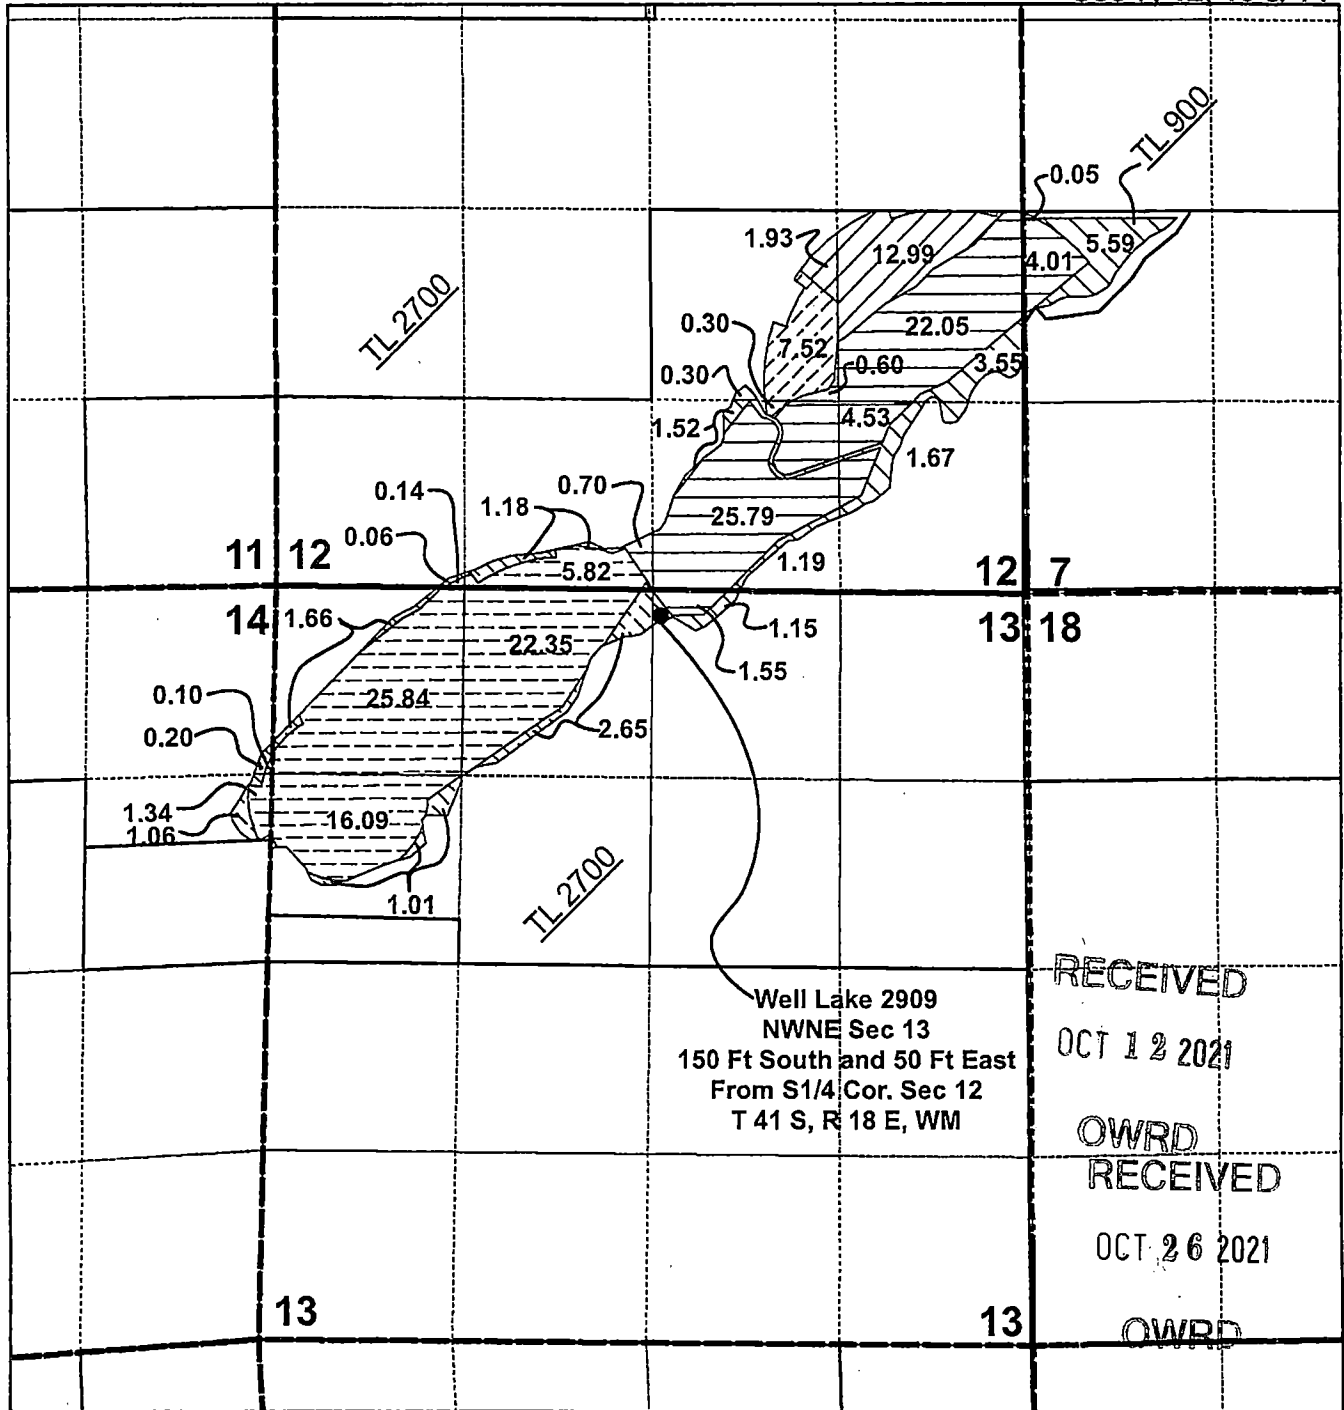 TL 900
0.05
1.93
12.99
5.59
4.01
TL 2700
0.30
22.05
7.52
3.55
0.60
0.30
4.53
1.52
1.67
0.14
0.70
1.18
25.79
0.06
11 12
5.82
1.19
12 7
14
1.66
13 18
1.15
22.35
1.55
0.10
25.84
0.20
2.65
1.34
16.09
1.06
TL 2700
1.01
Well Lake 2909
NWNE Sec 13
150 Ft South and 50 Ft East
From S1/4 Cor. Sec 12
T 41 S, R 18 E, WM
RECEIVED
OCT 12 2021
OWRD
RECEIVED
OCT 26 2021
OWRD
13
13